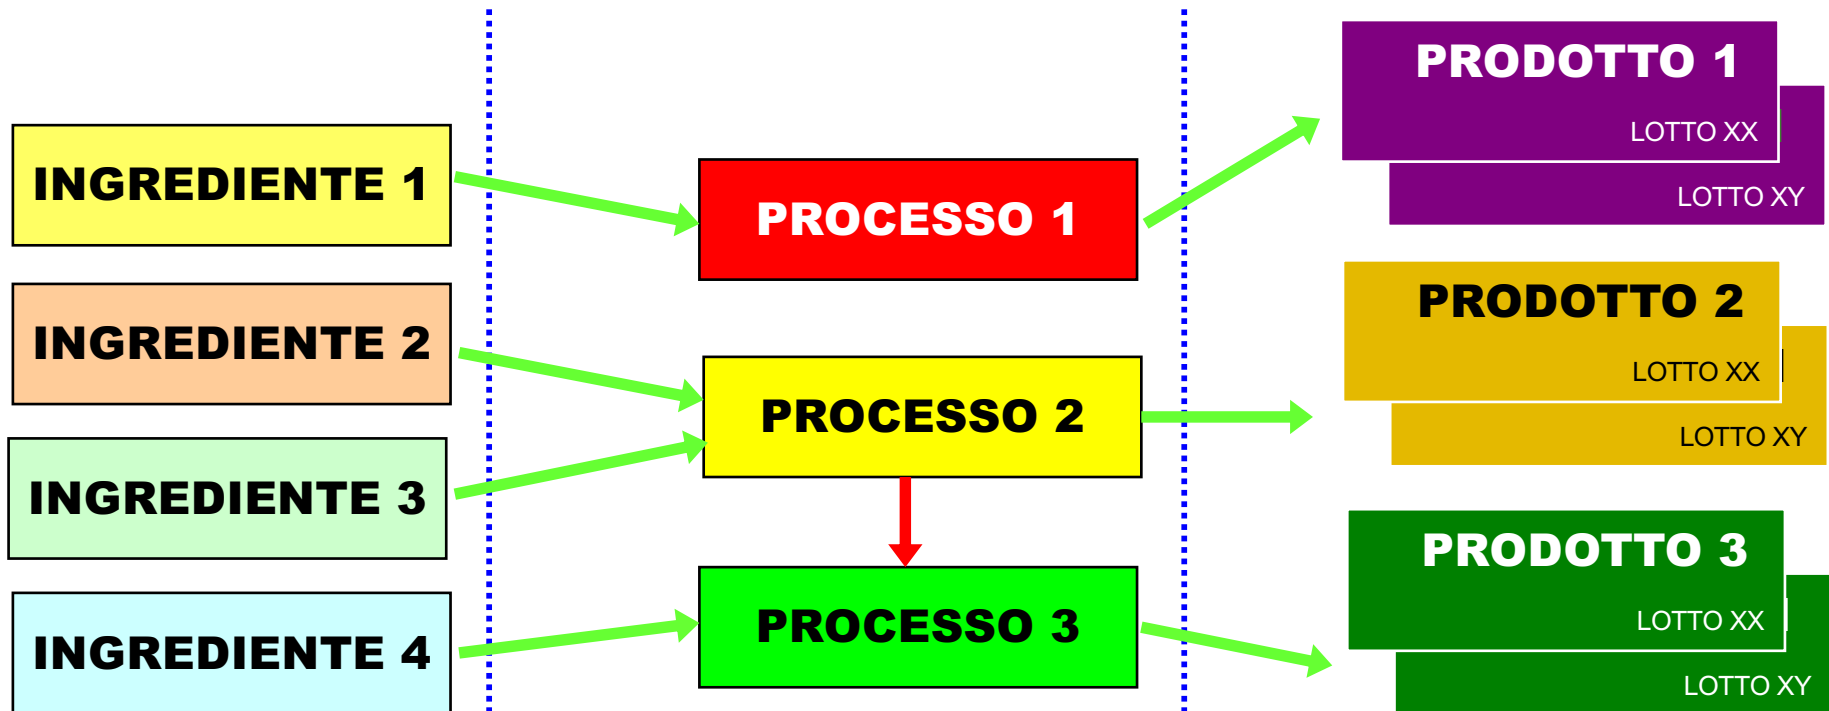 INGREDIENTE 1
INGREDIENTE 2
INGREDIENTE 3
INGREDIENTE 4
PROCESSO 1
PROCESSO 2
PROCESSO 3
PRODOTTO 1
LOTTO XX
LOTTO XY
PRODOTTO 2
LOTTO XX
LOTTO XY
PRODOTTO 3
LOTTO XX
LOTTO XY